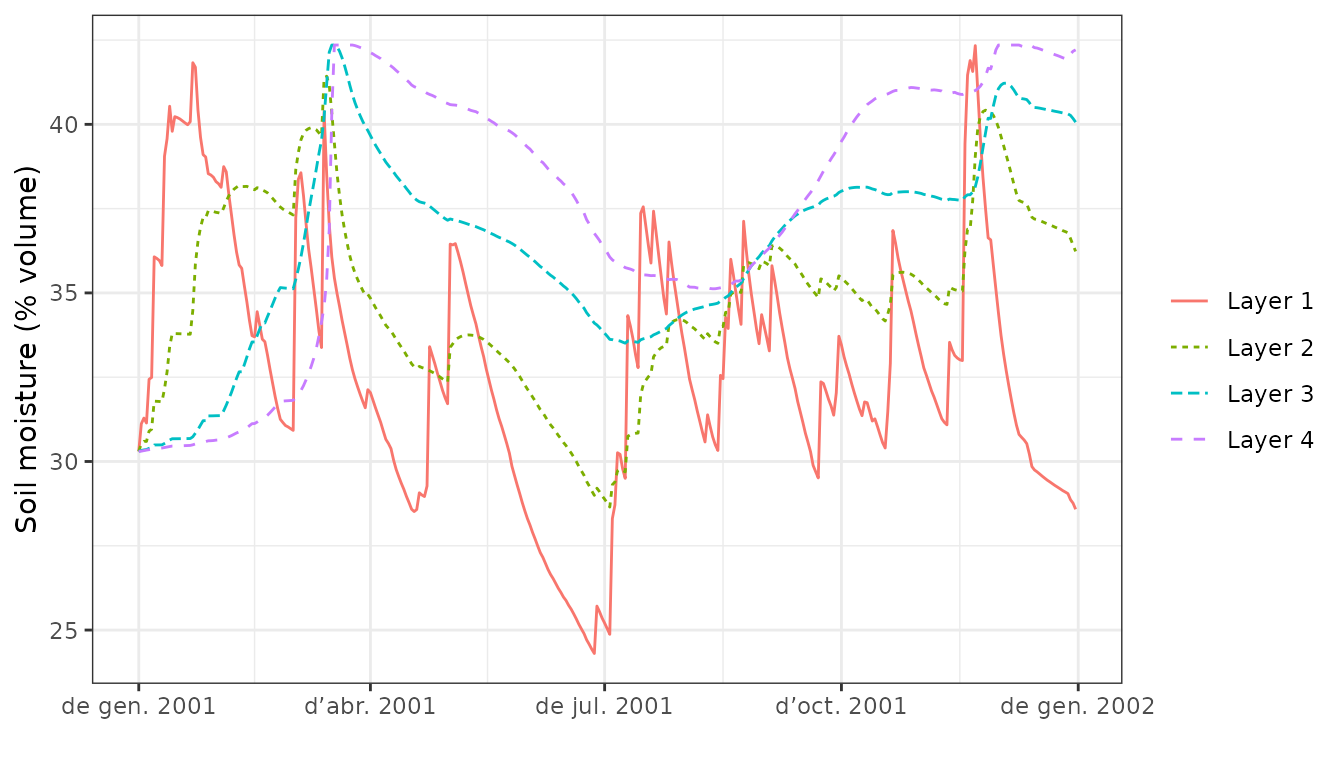 Soil moisture (% volume)
40
35
30
25
de gen. 2001
d’abr. 2001
de jul. 2001
d’oct. 2001
de gen. 2002
Layer 1
Layer 2
Layer 3
Layer 4